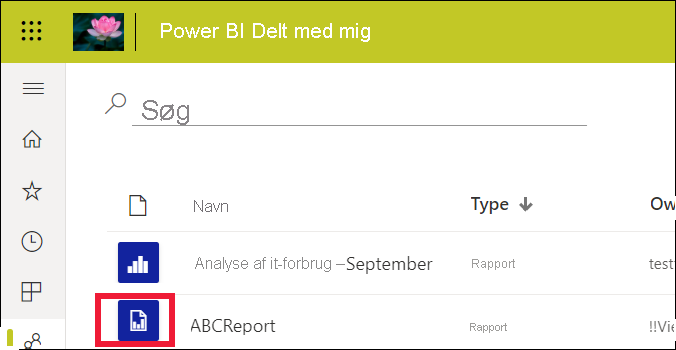 Power BI Delt med mig
Søg
Navn Type Ow
Analyse af it-forbrug –September Rapport test
ABCReport Rapport !!Vie